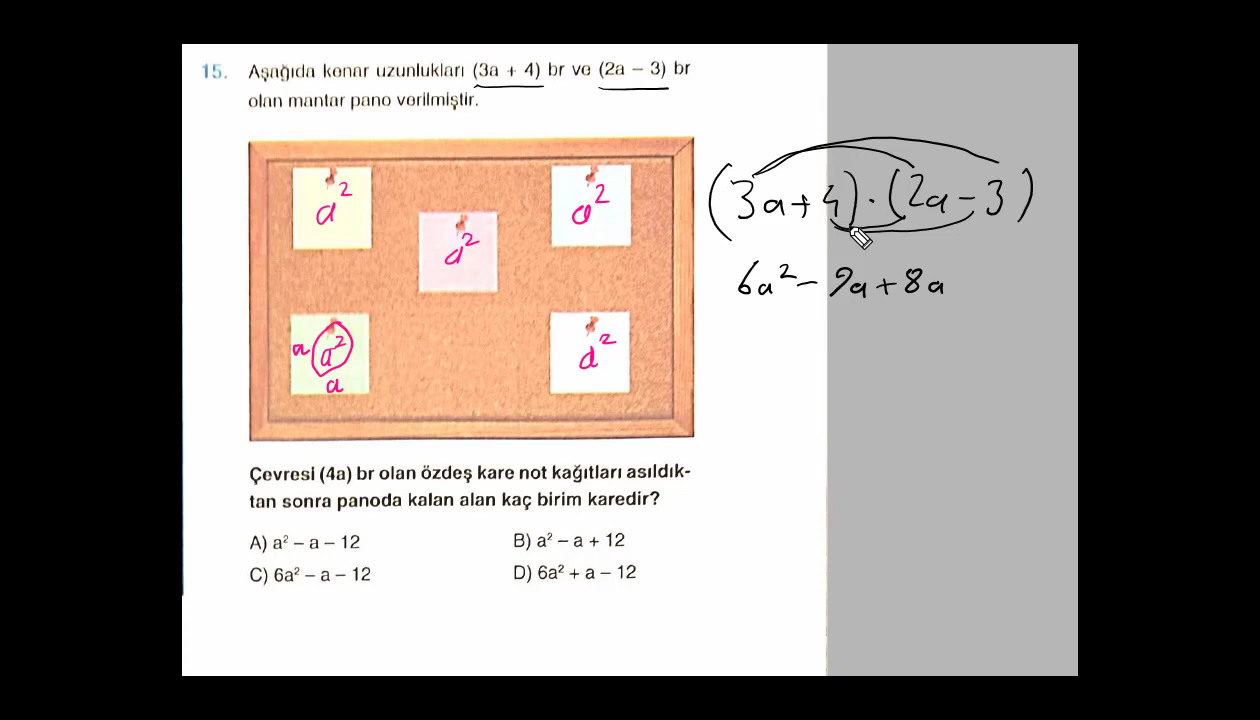 15. Aşağıda kenar uzunlukları (3a + 4) br ve (2a − 3) br
olan mantar pano verilmiştir.
a²
a²
a²
a a²
a
a²
(3a+4)·(2a−3)
6a²−9a+8a
Çevresi (4a) br olan özdeş kare not kağıtları asıldık-
tan sonra panoda kalan alan kaç birim karedir?
A) a² − a − 12 B) a² − a + 12
C) 6a² − a − 12 D) 6a² + a − 12